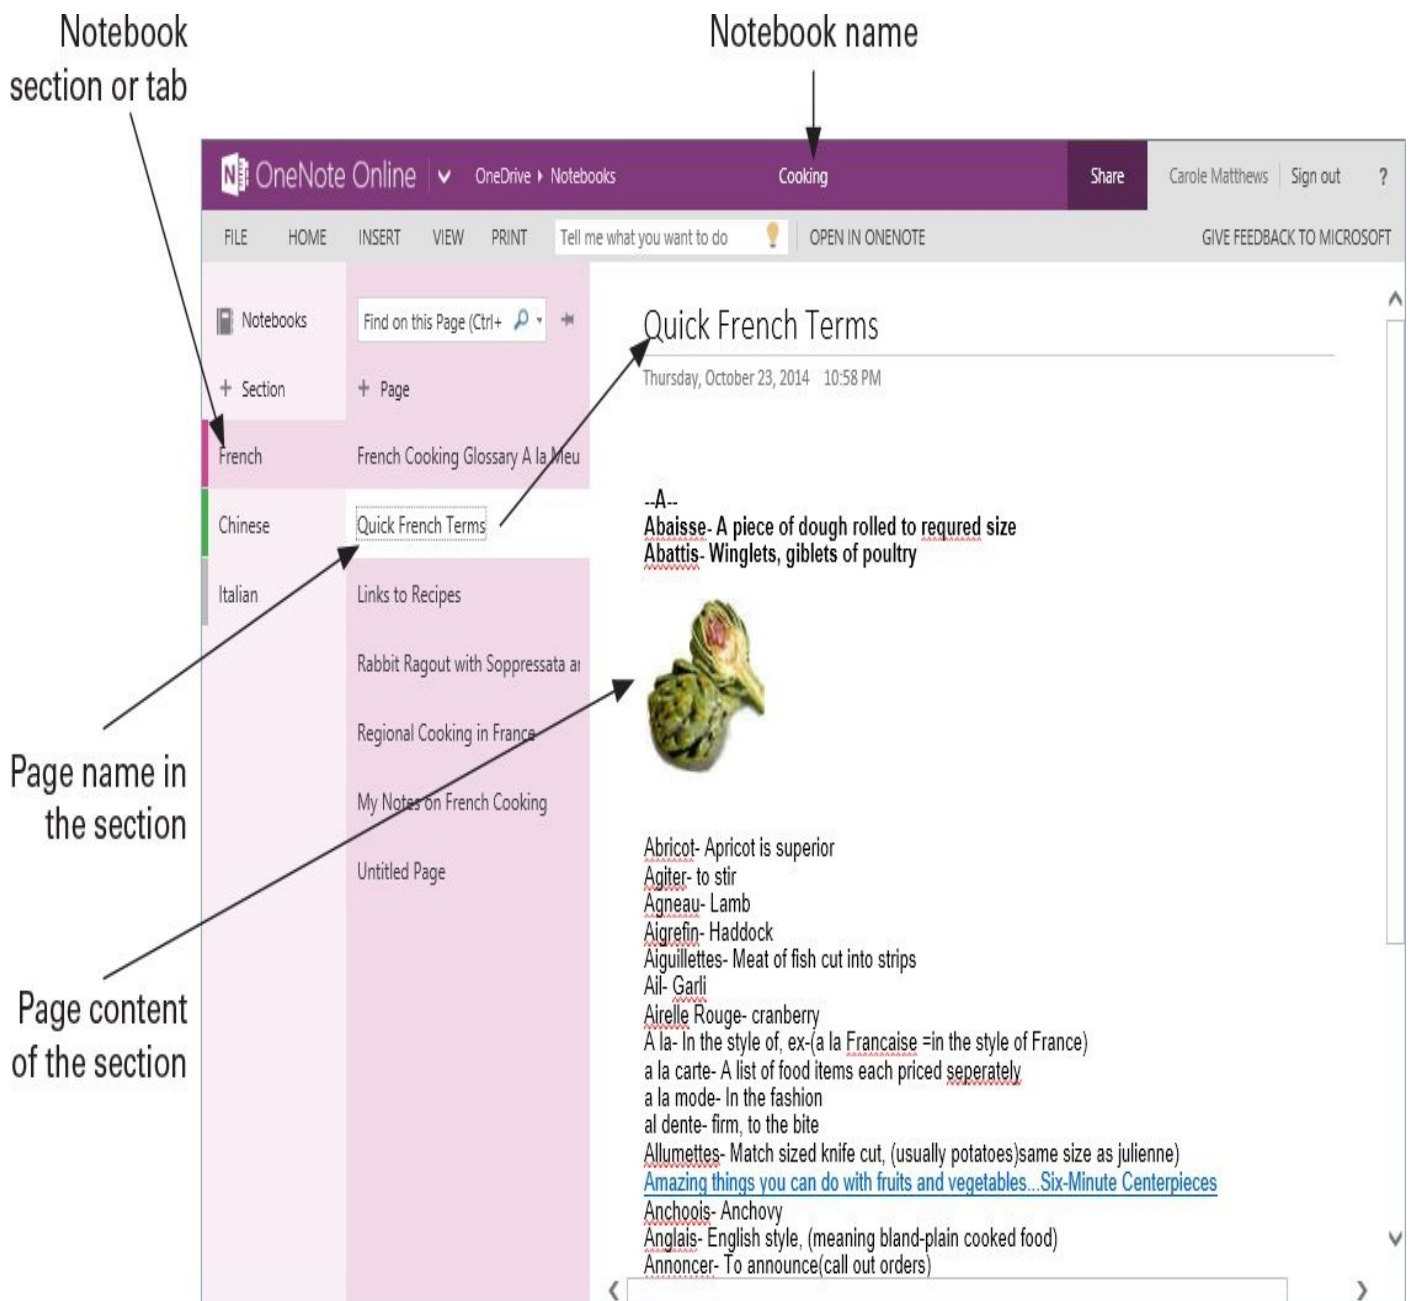 Notebook
section or tab
Notebook name
OneNote Online
OneDrive ▸ Notebooks
Cooking
Share
Carole Matthews
Sign out
?
FILE
HOME
INSERT
VIEW
PRINT
Tell me what you want to do
OPEN IN ONENOTE
GIVE FEEDBACK TO MICROSOFT
Notebooks
+ Section
French
Chinese
Italian
Find on this Page (Ctrl+
+ Page
French Cooking Glossary A la Meu
Quick French Terms
Links to Recipes
Rabbit Ragout with Soppressata ar
Regional Cooking in France
My Notes on French Cooking
Untitled Page
Page name in
the section
Page content
of the section
Quick French Terms
Thursday, October 23, 2014 10:58 PM
--A--
Abaisse- A piece of dough rolled to requred size
Abattis- Winglets, giblets of poultry
Abricot- Apricot is superior
Agiter- to stir
Agneau- Lamb
Aigrefin- Haddock
Aiguillettes- Meat of fish cut into strips
Ail- Garli
Airelle Rouge- cranberry
A la- In the style of, ex-(a la Francaise =in the style of France)
a la carte- A list of food items each priced seperately
a la mode- In the fashion
al dente- firm, to the bite
Allumettes- Match sized knife cut, (usually potatoes)same size as julienne)
Amazing things you can do with fruits and vegetables...Six-Minute Centerpieces
Anchoois- Anchovy
Anglais- English style, (meaning bland-plain cooked food)
Annoncer- To announce(call out orders)